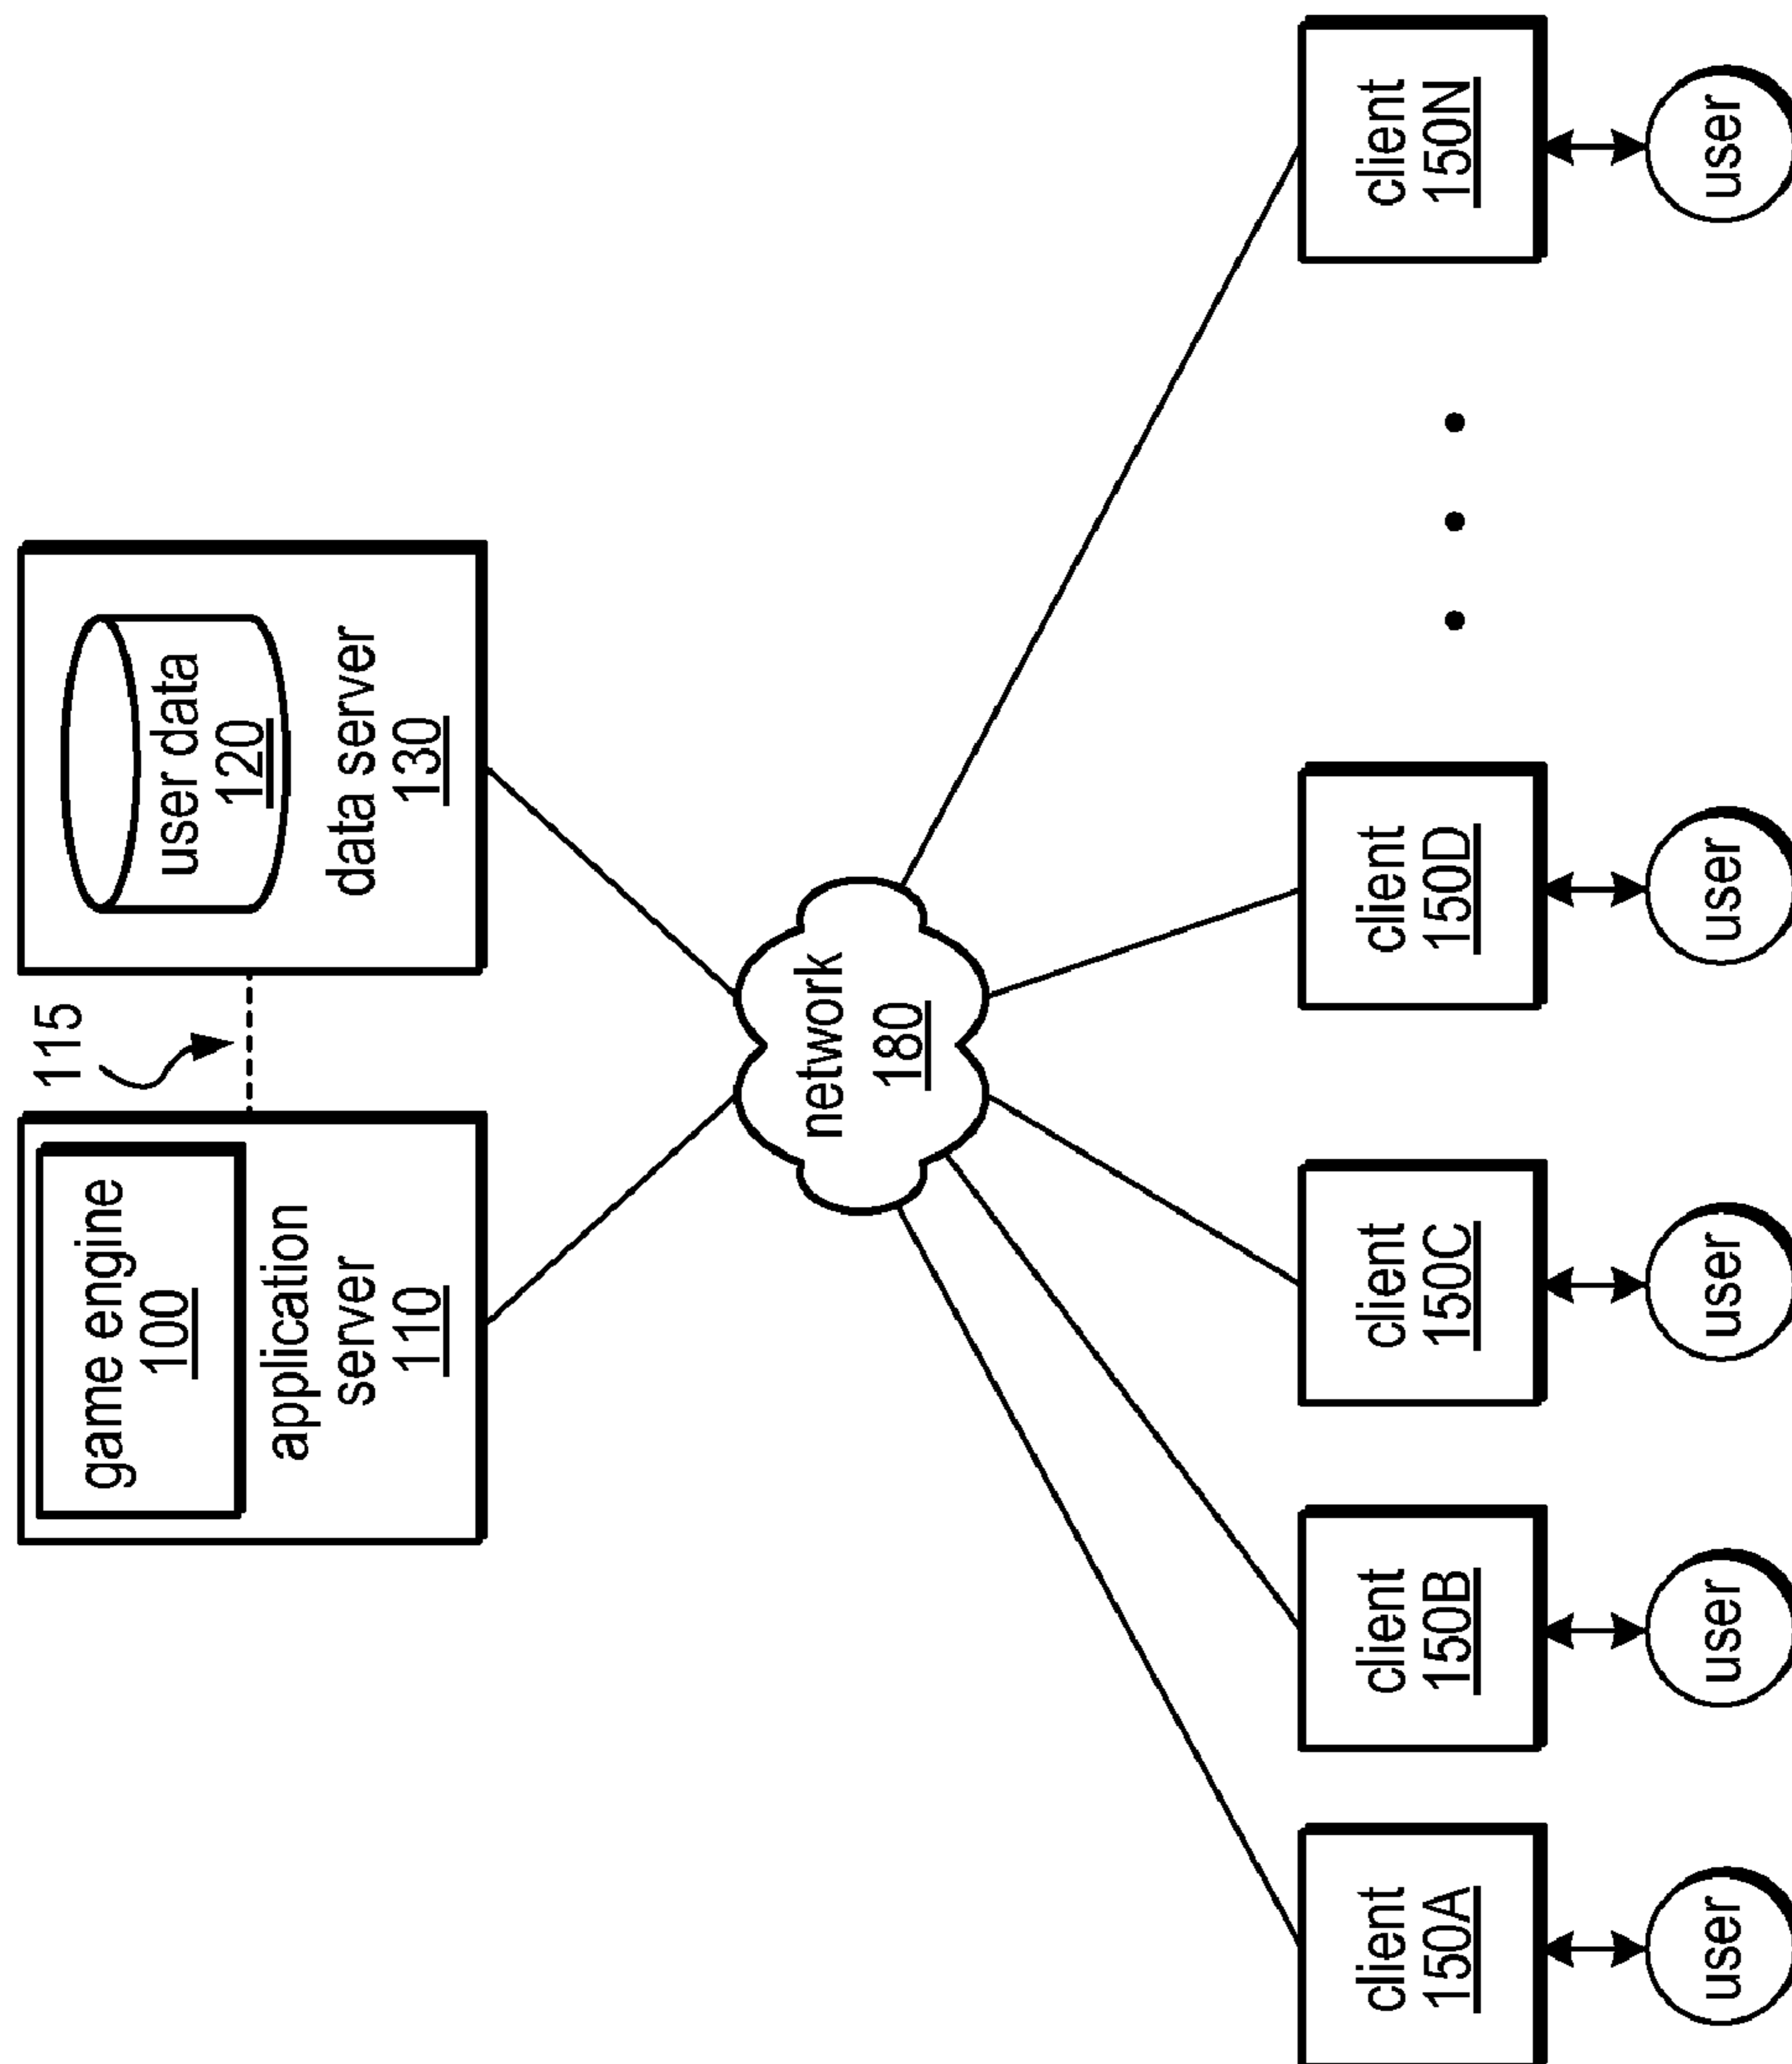 game engine
100
application
server
110
115
user data
120
data server
130
network
180
client
150A
client
150B
client
150C
client
150D
client
150N
user
user
user
user
user